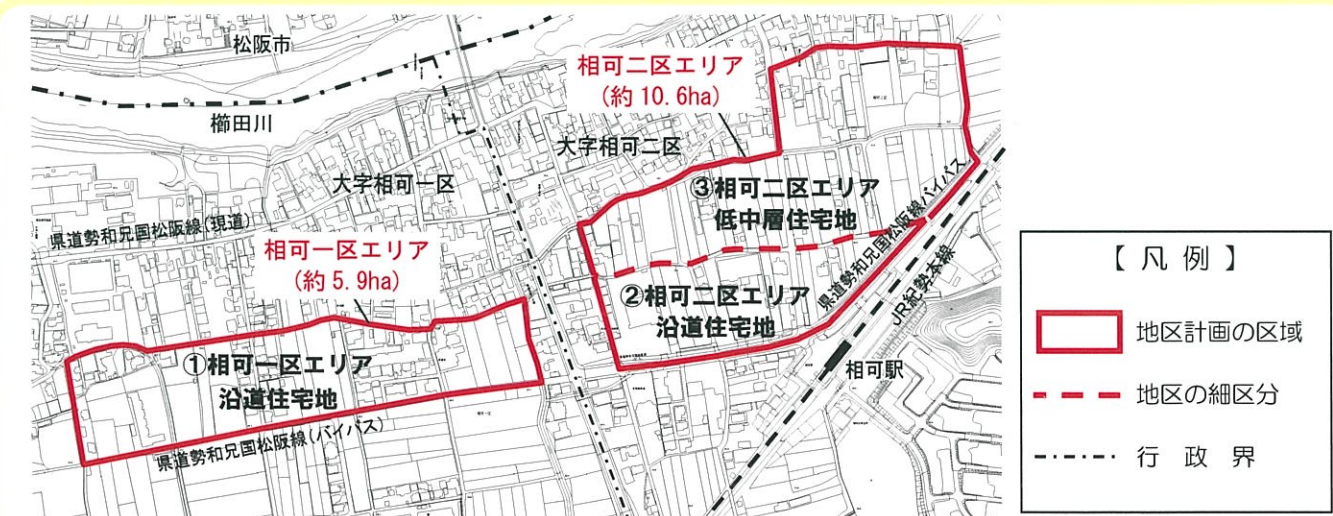 松阪市
櫛田川
相可二区エリア
(約 10.6ha)
大字相可二区
大字相可一区
県道勢和兄国松阪線(現道)
③相可二区エリア
低中層住宅地
県道勢和兄国松阪線バイパス
相可一区エリア
(約 5.9ha)
②相可二区エリア
沿道住宅地
JR紀勢本線
①相可一区エリア
沿道住宅地
相可駅
県道勢和兄国松阪線(バイパス)
【 凡 例 】
地区計画の区域
地区の細区分
行 政 界